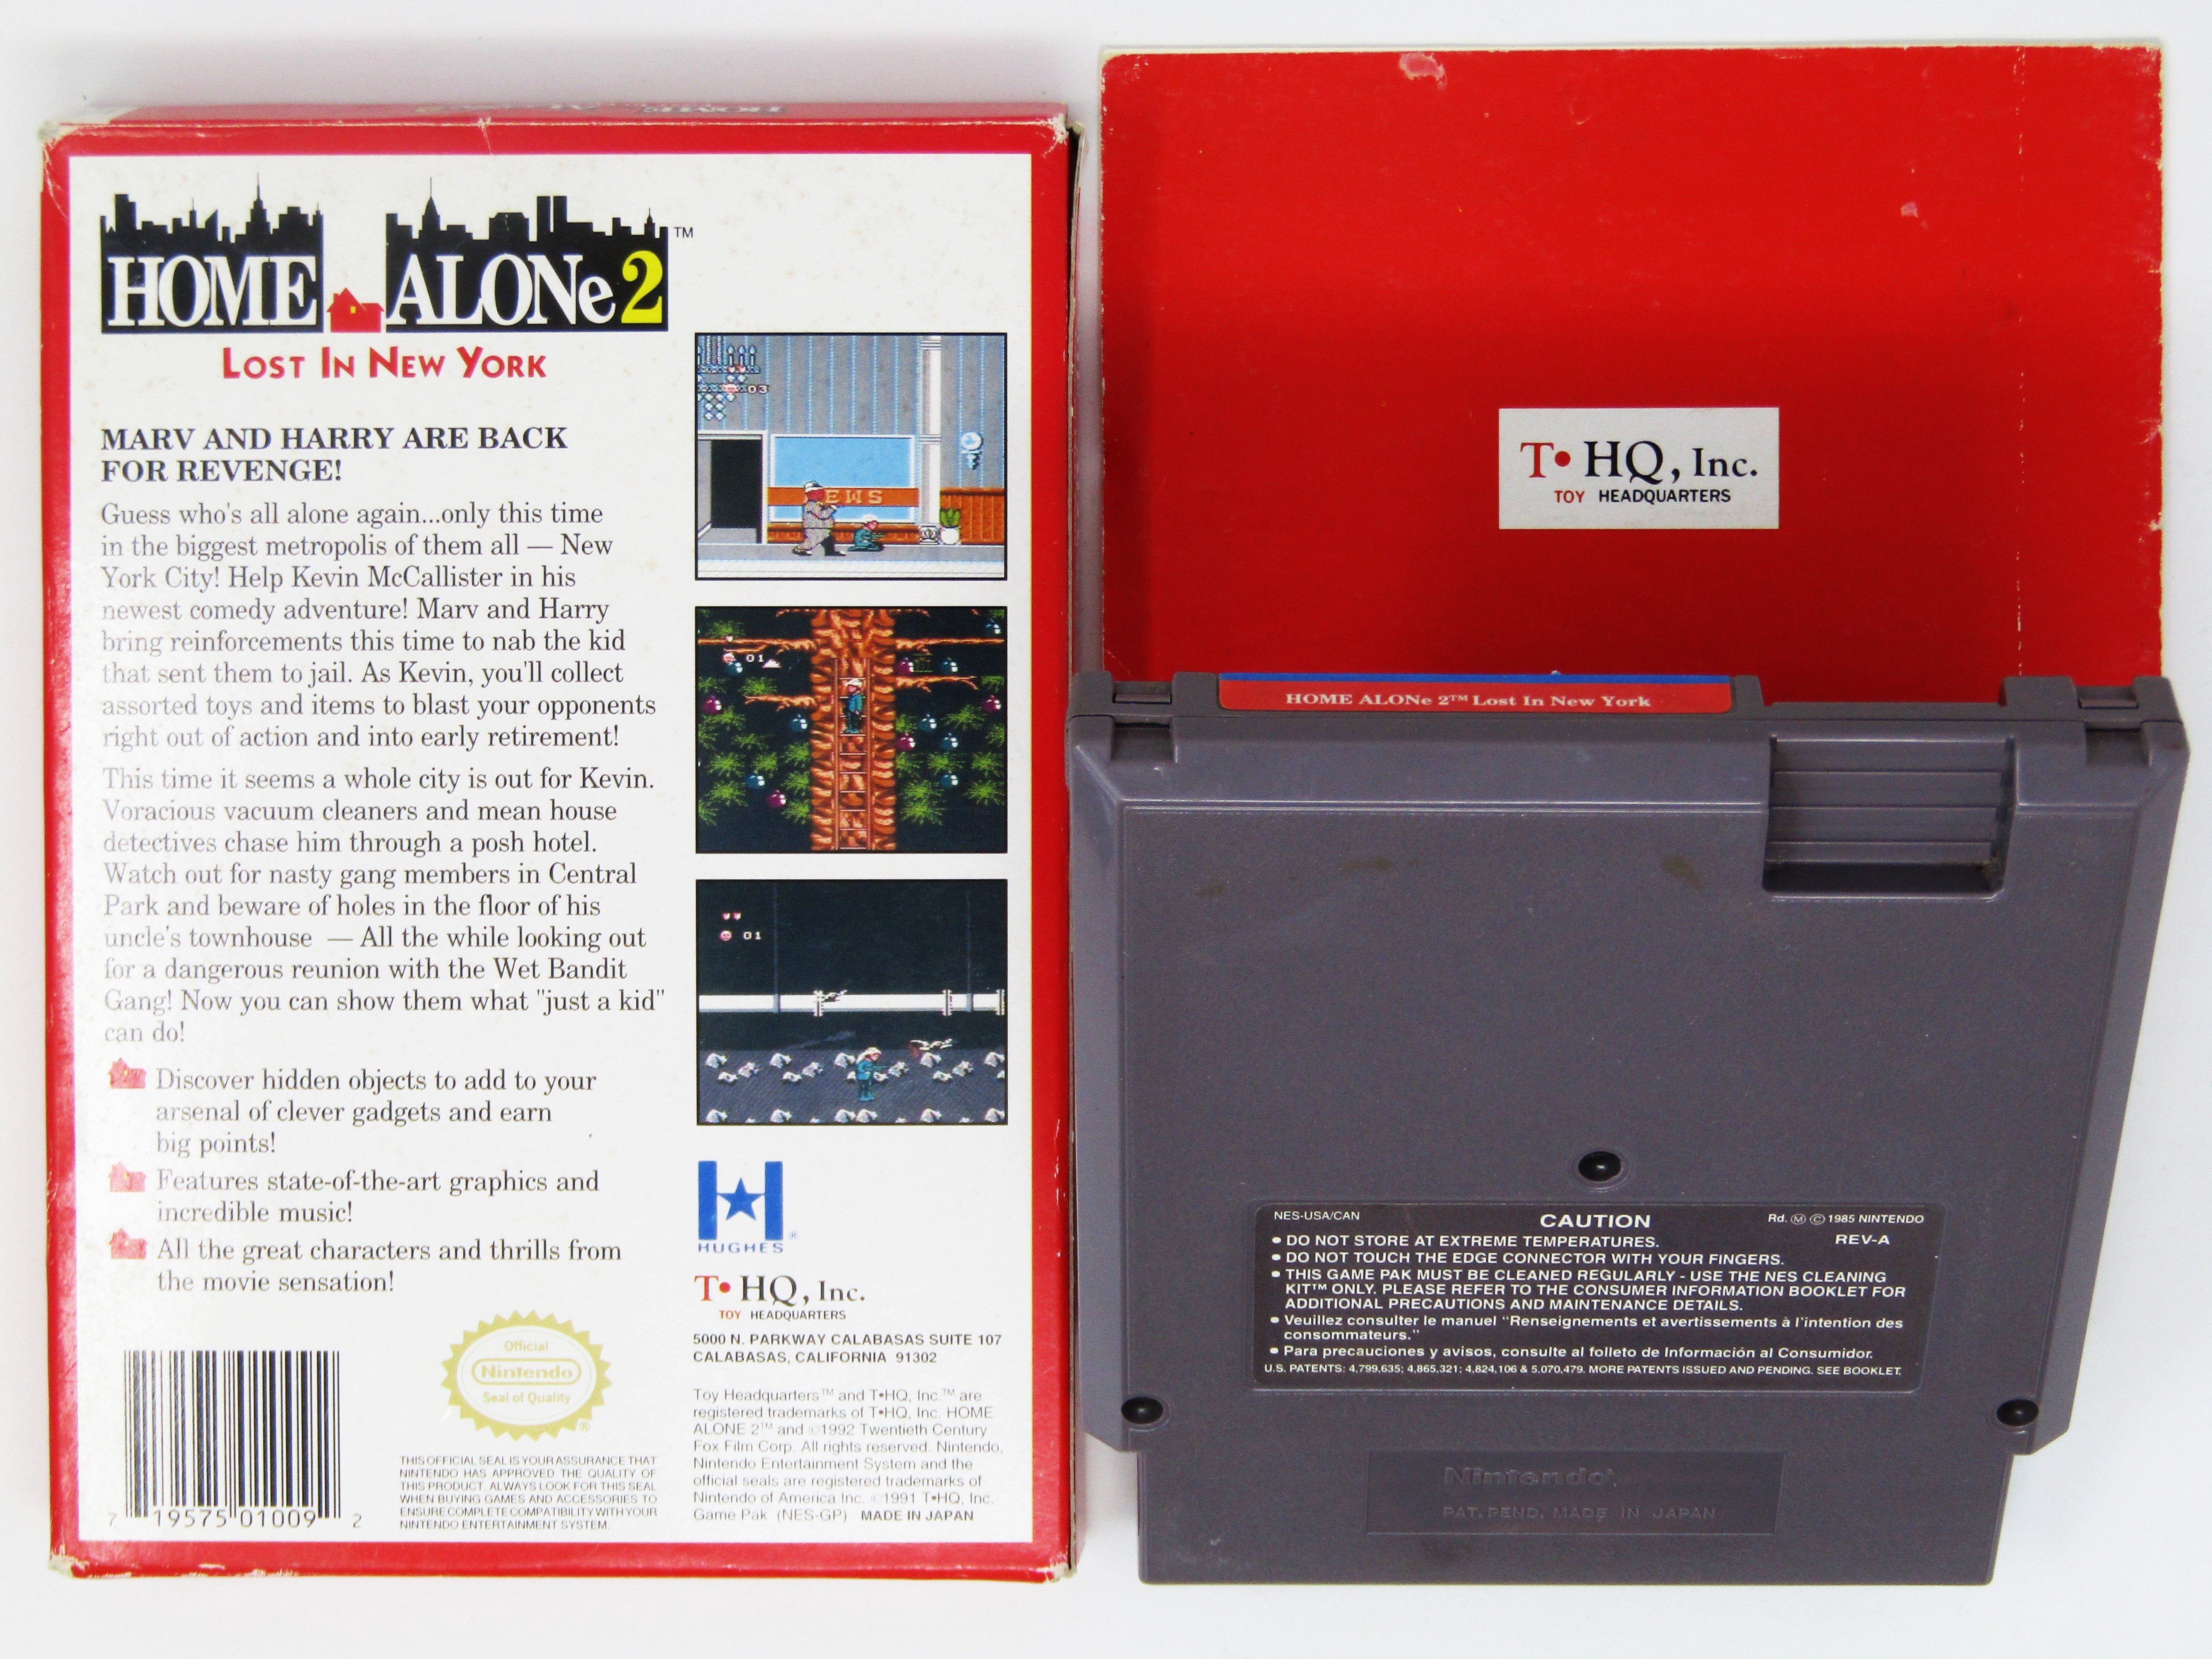 HOME ALONe 2™
LOST IN NEW YORK
MARV AND HARRY ARE BACK
FOR REVENGE!
Guess who's all alone again...only this time
in the biggest metropolis of them all — New
York City! Help Kevin McCallister in his
newest comedy adventure! Marv and Harry
bring reinforcements this time to nab the kid
that sent them to jail. As Kevin, you'll collect
assorted toys and items to blast your opponents
right out of action and into early retirement!
This time it seems a whole city is out for Kevin.
Voracious vacuum cleaners and mean house
detectives chase him through a posh hotel.
Watch out for nasty gang members in Central
Park and beware of holes in the floor of his
uncle's townhouse — All the while looking out
for a dangerous reunion with the Wet Bandit
Gang! Now you can show them what "just a kid"
can do!
Discover hidden objects to add to your
arsenal of clever gadgets and earn
big points!
Features state-of-the-art graphics and
incredible music!
All the great characters and thrills from
the movie sensation!
7 19575 01009 2
Official
Nintendo
Seal of Quality
®
THIS OFFICIAL SEAL IS YOUR ASSURANCE THAT
NINTENDO HAS APPROVED THE QUALITY OF
THIS PRODUCT. ALWAYS LOOK FOR THIS SEAL
WHEN BUYING GAMES AND ACCESSORIES TO
ENSURE COMPLETE COMPATIBILITY WITH YOUR
NINTENDO ENTERTAINMENT SYSTEM.
03
EWS
01
01
HUGHES®
T•HQ, Inc.
TOY HEADQUARTERS
5000 N. PARKWAY CALABASAS SUITE 107
CALABASAS, CALIFORNIA 91302
Toy Headquarters™ and T•HQ, Inc.™ are
registered trademarks of T•HQ, Inc. HOME
ALONE 2™ and ©1992 Twentieth Century
Fox Film Corp. All rights reserved. Nintendo,
Nintendo Entertainment System and the
official seals are registered trademarks of
Nintendo of America Inc. ©1991 T•HQ, Inc.
Game Pak (NES-GP) MADE IN JAPAN
T•HQ, Inc.
TOY HEADQUARTERS
HOME ALONe 2™ Lost In New York
NES-USA/CAN
CAUTION
Rd. Ⓜ © 1985 NINTENDO
REV-A
• DO NOT STORE AT EXTREME TEMPERATURES.
• DO NOT TOUCH THE EDGE CONNECTOR WITH YOUR FINGERS.
• THIS GAME PAK MUST BE CLEANED REGULARLY - USE THE NES CLEANING
KIT™ ONLY. PLEASE REFER TO THE CONSUMER INFORMATION BOOKLET FOR
ADDITIONAL PRECAUTIONS AND MAINTENANCE DETAILS.
• Veuillez consulter le manuel "Renseignements et avertissements à l'intention des
consommateurs."
• Para precauciones y avisos, consulte al folleto de Información al Consumidor.
U.S. PATENTS: 4,799,635; 4,865,321; 4,824,106 & 5,070,479. MORE PATENTS ISSUED AND PENDING. SEE BOOKLET.
Nintendo®
PAT. PEND. MADE IN JAPAN